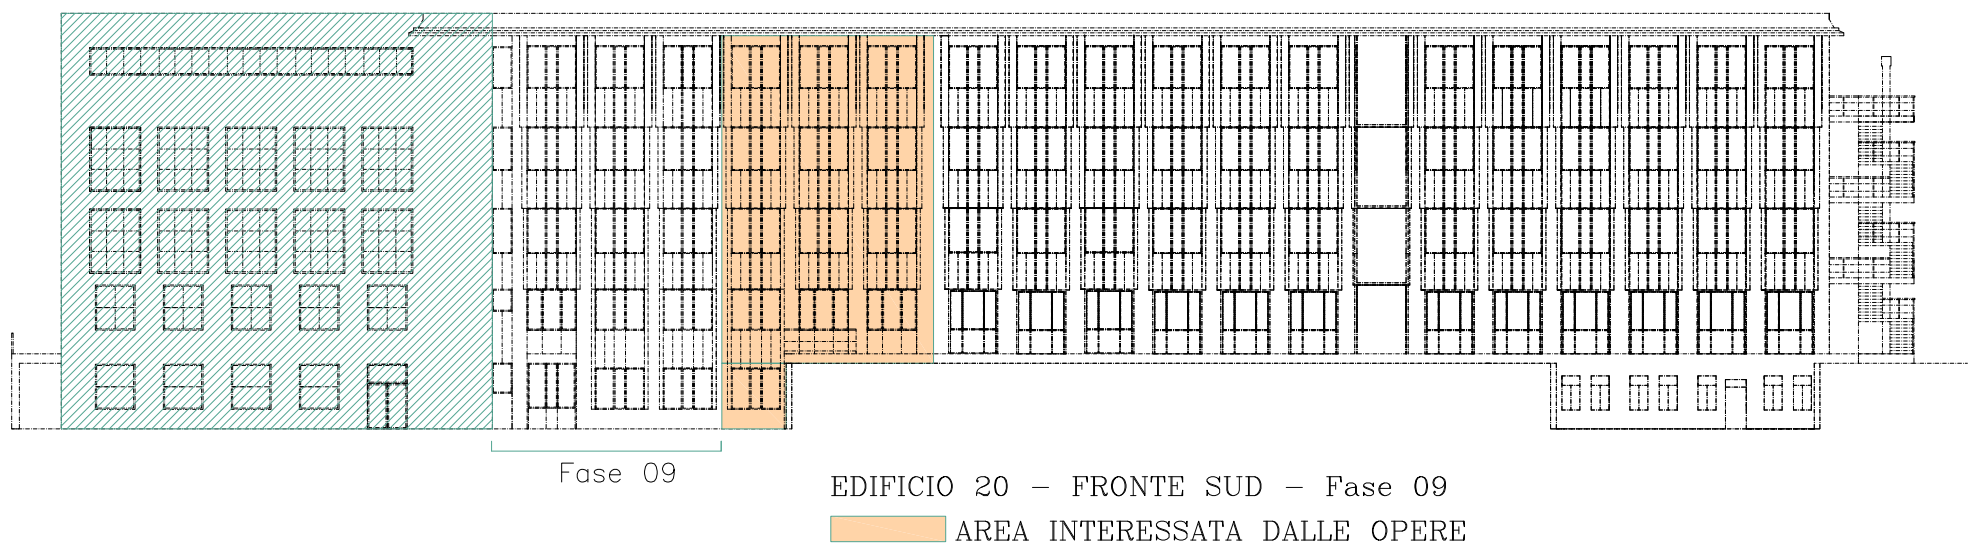 Fase 09
EDIFICIO 20 – FRONTE SUD – Fase 09
AREA INTERESSATA DALLE OPERE